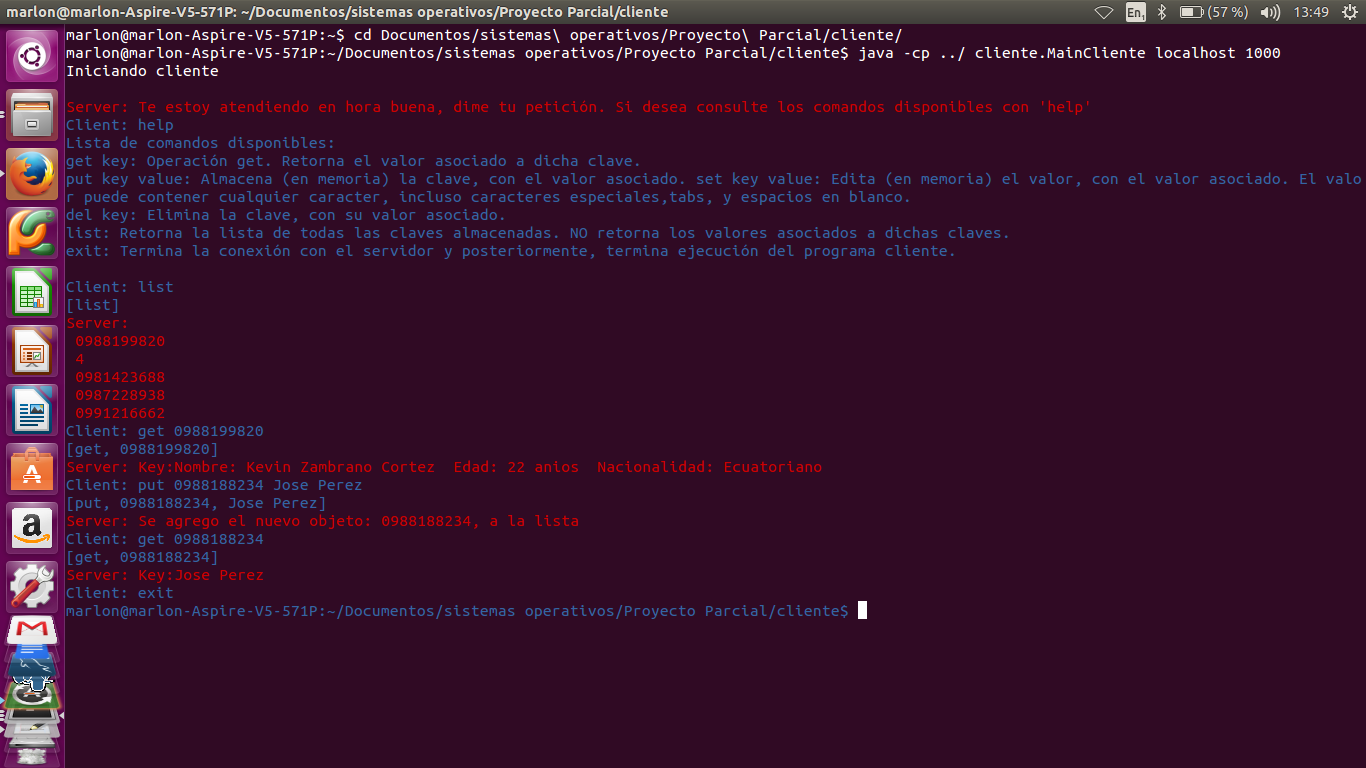 marlon@marlon-Aspire-V5-571P: ~/Documentos/sistemas operativos/Proyecto Parcial/cliente
En1 (57 %) 13:49
marlon@marlon-Aspire-V5-571P:~$ cd Documentos/sistemas\ operativos/Proyecto\ Parcial/cliente/
marlon@marlon-Aspire-V5-571P:~/Documentos/sistemas operativos/Proyecto Parcial/cliente$ java -cp ../ cliente.MainCliente localhost 1000
Iniciando cliente
Server: Te estoy atendiendo en hora buena, dime tu petición. Si desea consulte los comandos disponibles con 'help'
Client: help
Lista de comandos disponibles:
get key: Operación get. Retorna el valor asociado a dicha clave.
put key value: Almacena (en memoria) la clave, con el valor asociado. set key value: Edita (en memoria) el valor, con el valor asociado. El valo
r puede contener cualquier caracter, incluso caracteres especiales,tabs, y espacios en blanco.
del key: Elimina la clave, con su valor asociado.
list: Retorna la lista de todas las claves almacenadas. NO retorna los valores asociados a dichas claves.
exit: Termina la conexión con el servidor y posteriormente, termina ejecución del programa cliente.
Client: list
[list]
Server:
0988199820
4
0981423688
0987228938
0991216662
Client: get 0988199820
[get, 0988199820]
Server: Key:Nombre: Kevin Zambrano Cortez  Edad: 22 anios  Nacionalidad: Ecuatoriano
Client: put 0988188234 Jose Perez
[put, 0988188234, Jose Perez]
Server: Se agrego el nuevo objeto: 0988188234, a la lista
Client: get 0988188234
[get, 0988188234]
Server: Key:Jose Perez
Client: exit
marlon@marlon-Aspire-V5-571P:~/Documentos/sistemas operativos/Proyecto Parcial/cliente$